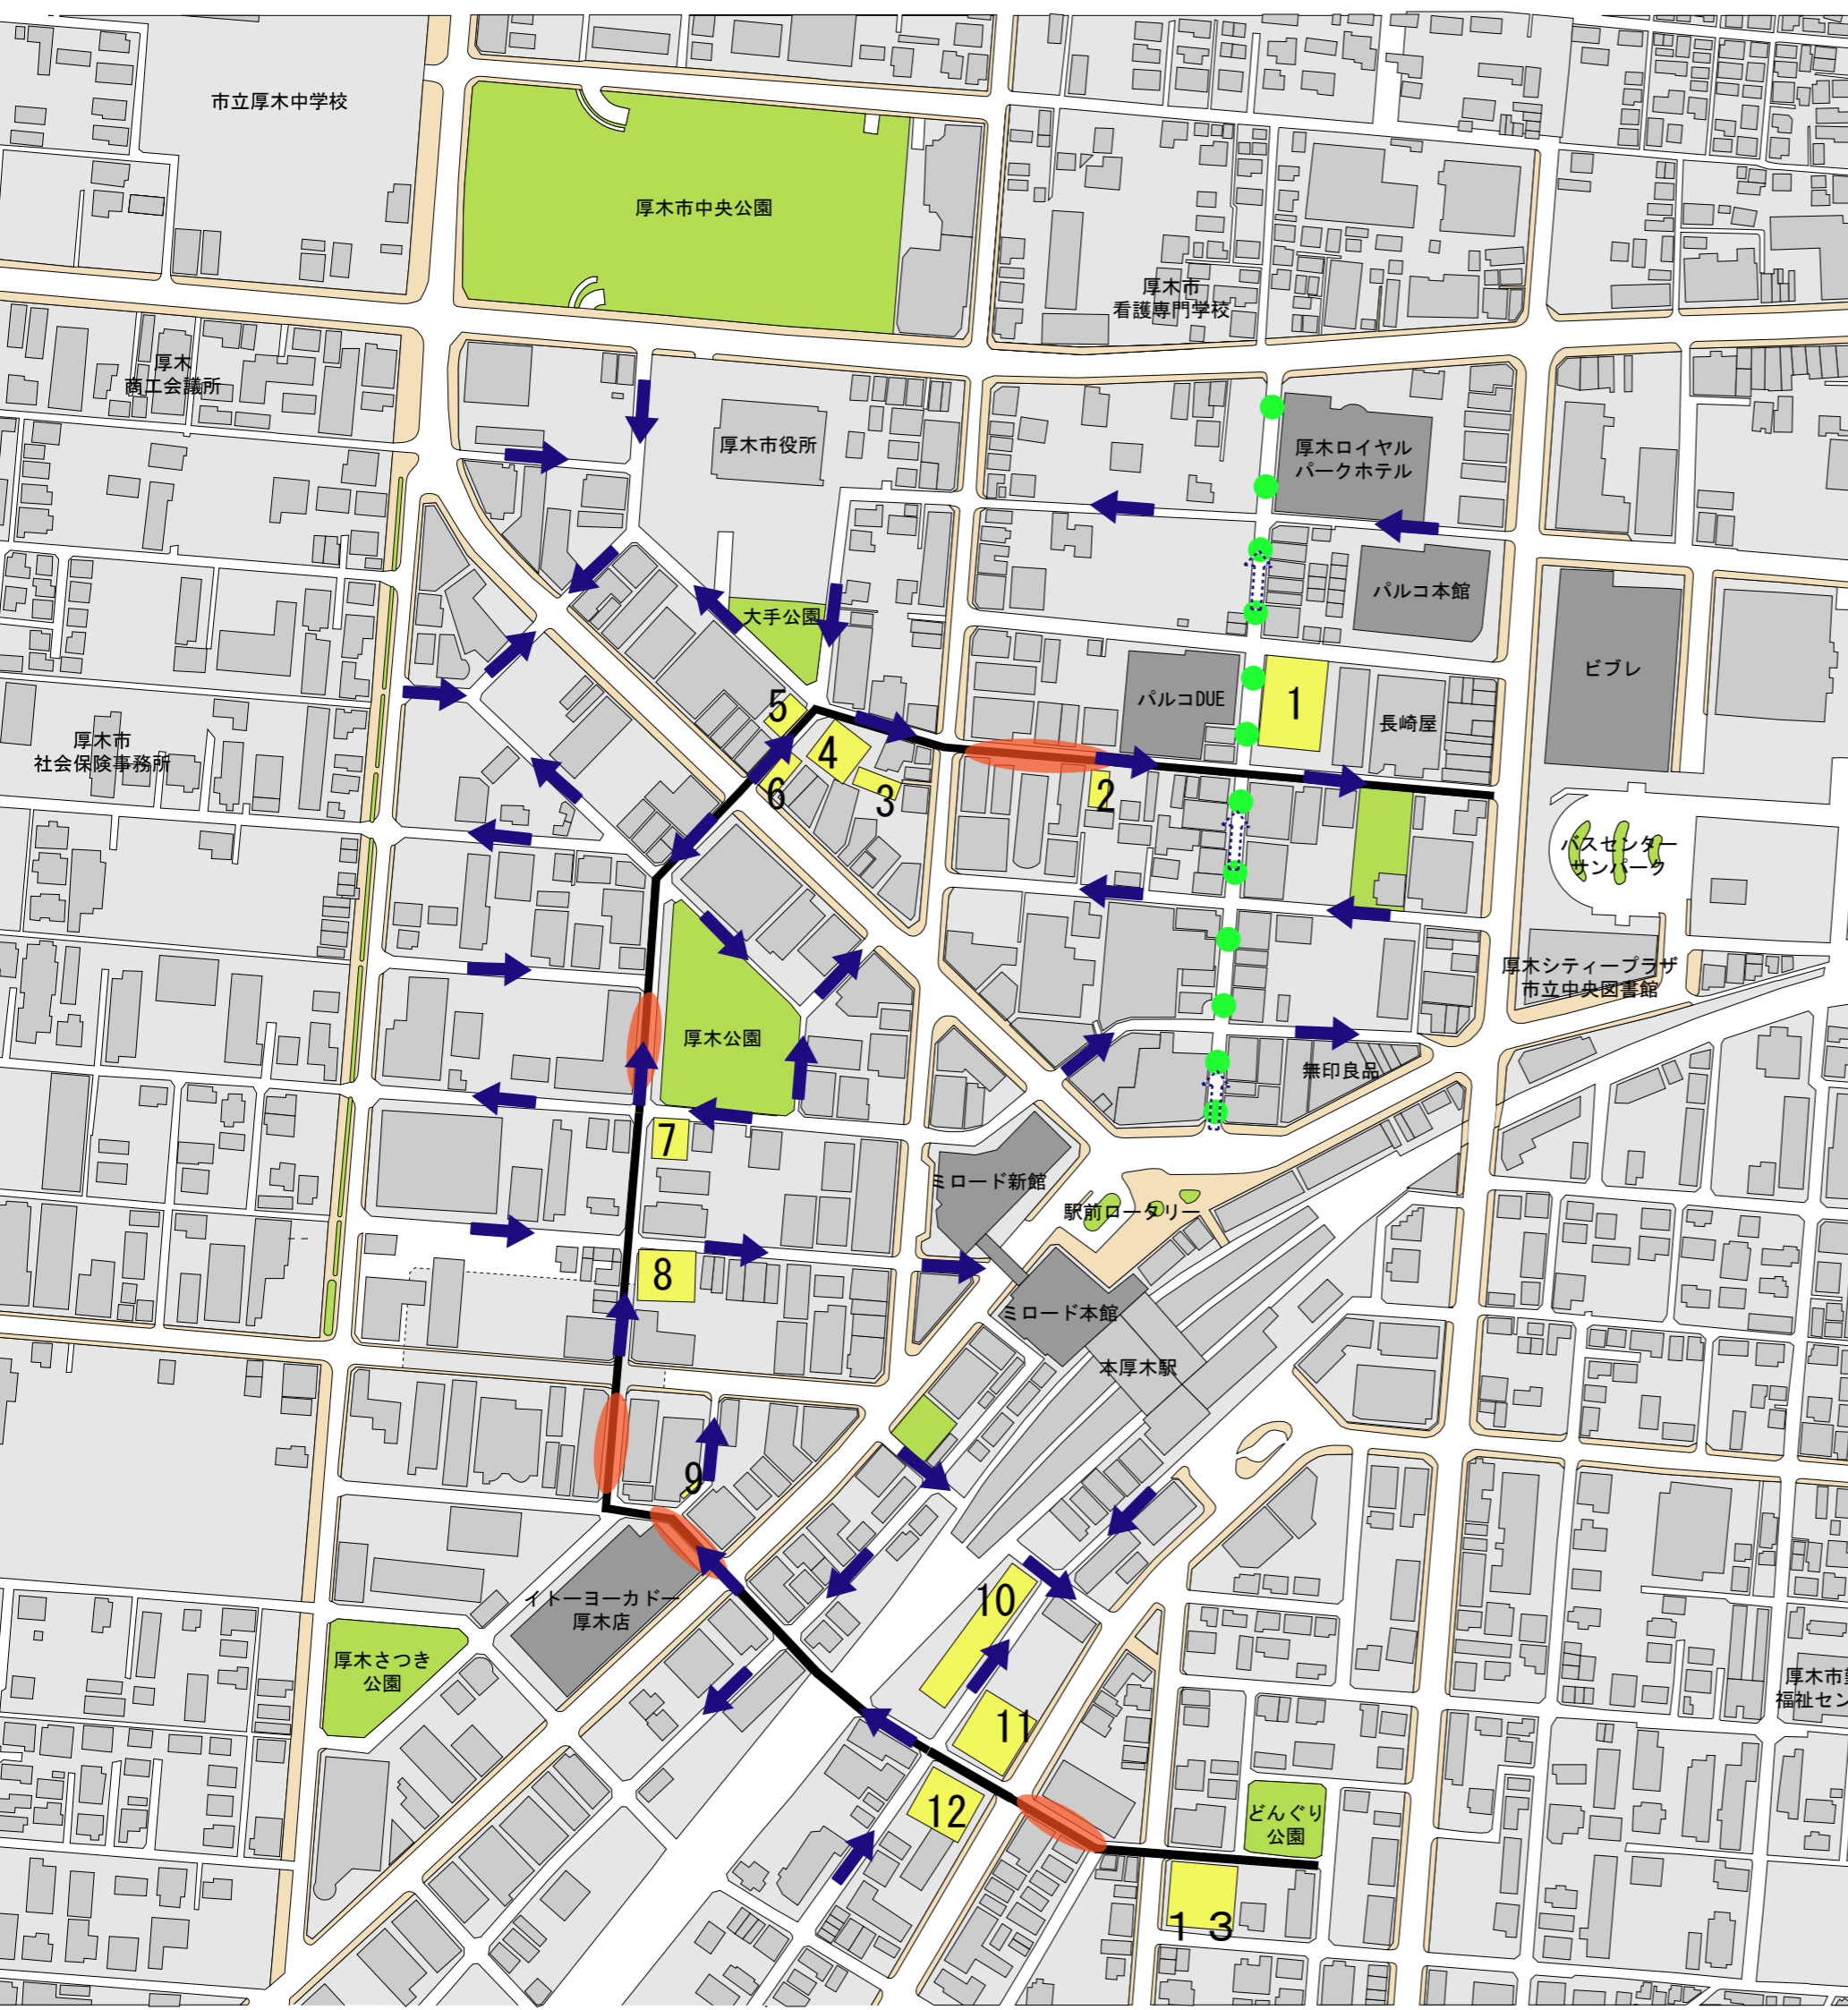 市立厚木中学校
厚木市中央公園
厚木市
看護専門学校
厚木
商工会議所
厚木市役所
厚木ロイヤル
パークホテル
パルコ本館
大手公園
ビブレ
パルコDUE
1
長崎屋
5
4
厚木市
社会保険事務所
6
3
2
バスセンター
サンパーク
厚木シティープラザ
市立中央図書館
厚木公園
無印良品
7
ミロード新館
駅前ロータリー
8
ミロード本館
本厚木駅
9
イトーヨーカドー
厚木店
10
厚木さつき
公園
11
12
どんぐり
公園
13
厚木市
福祉セン